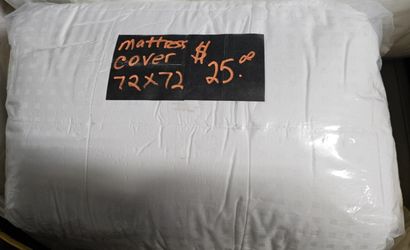 mattress $
cover 25.00
72x72